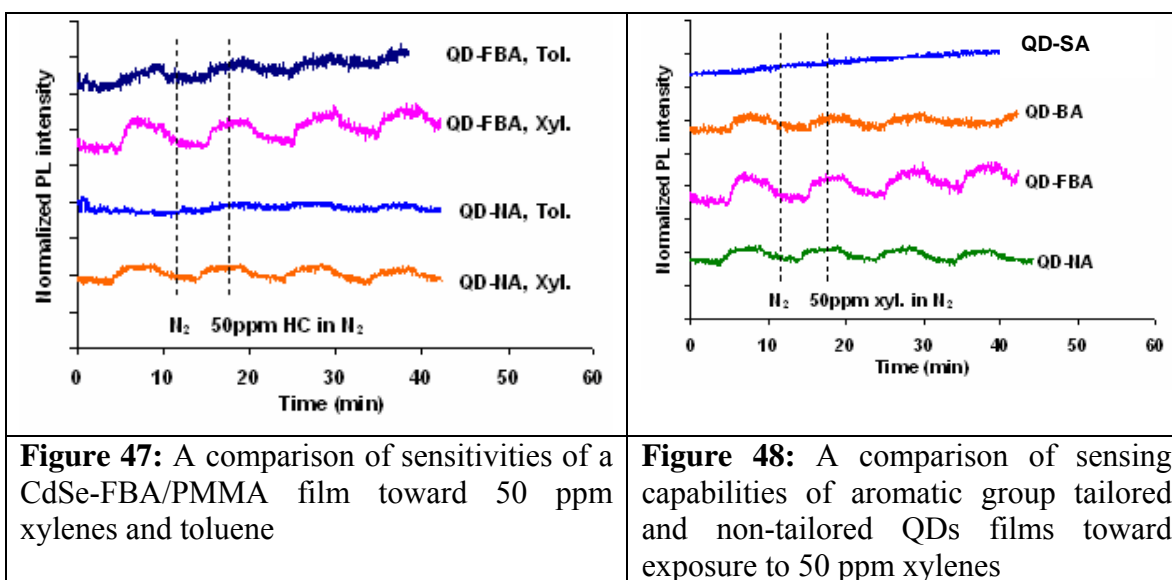 Normalized PL intensity
QD-FBA, Tol.
QD-FBA, Xyl.
QD-NA, Tol.
QD-NA, Xyl.
N₂ 50ppm HC in N₂
0 10 20 30 40 50 60
Time (min)
Figure 47: A comparison of sensitivities of a
CdSe-FBA/PMMA film toward 50 ppm
xylenes and toluene
Normalized PL intensity
QD-SA
QD-BA
QD-FBA
QD-NA
N₂ 50ppm xyl. in N₂
0 10 20 30 40 50 60
Time (min)
Figure 48: A comparison of sensing
capabilities of aromatic group tailored
and non-tailored QDs films toward
exposure to 50 ppm xylenes